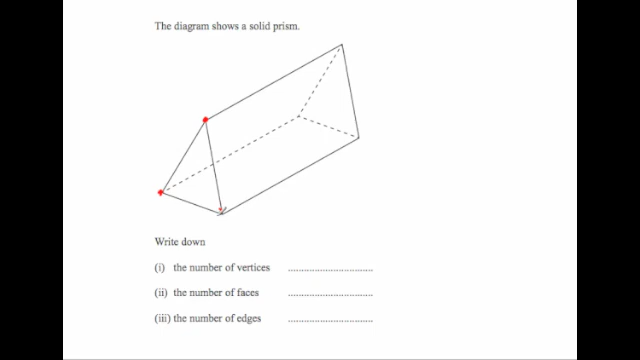 The diagram shows a solid prism.
Write down
(i) the number of vertices ................................
(ii) the number of faces ................................
(iii) the number of edges ................................